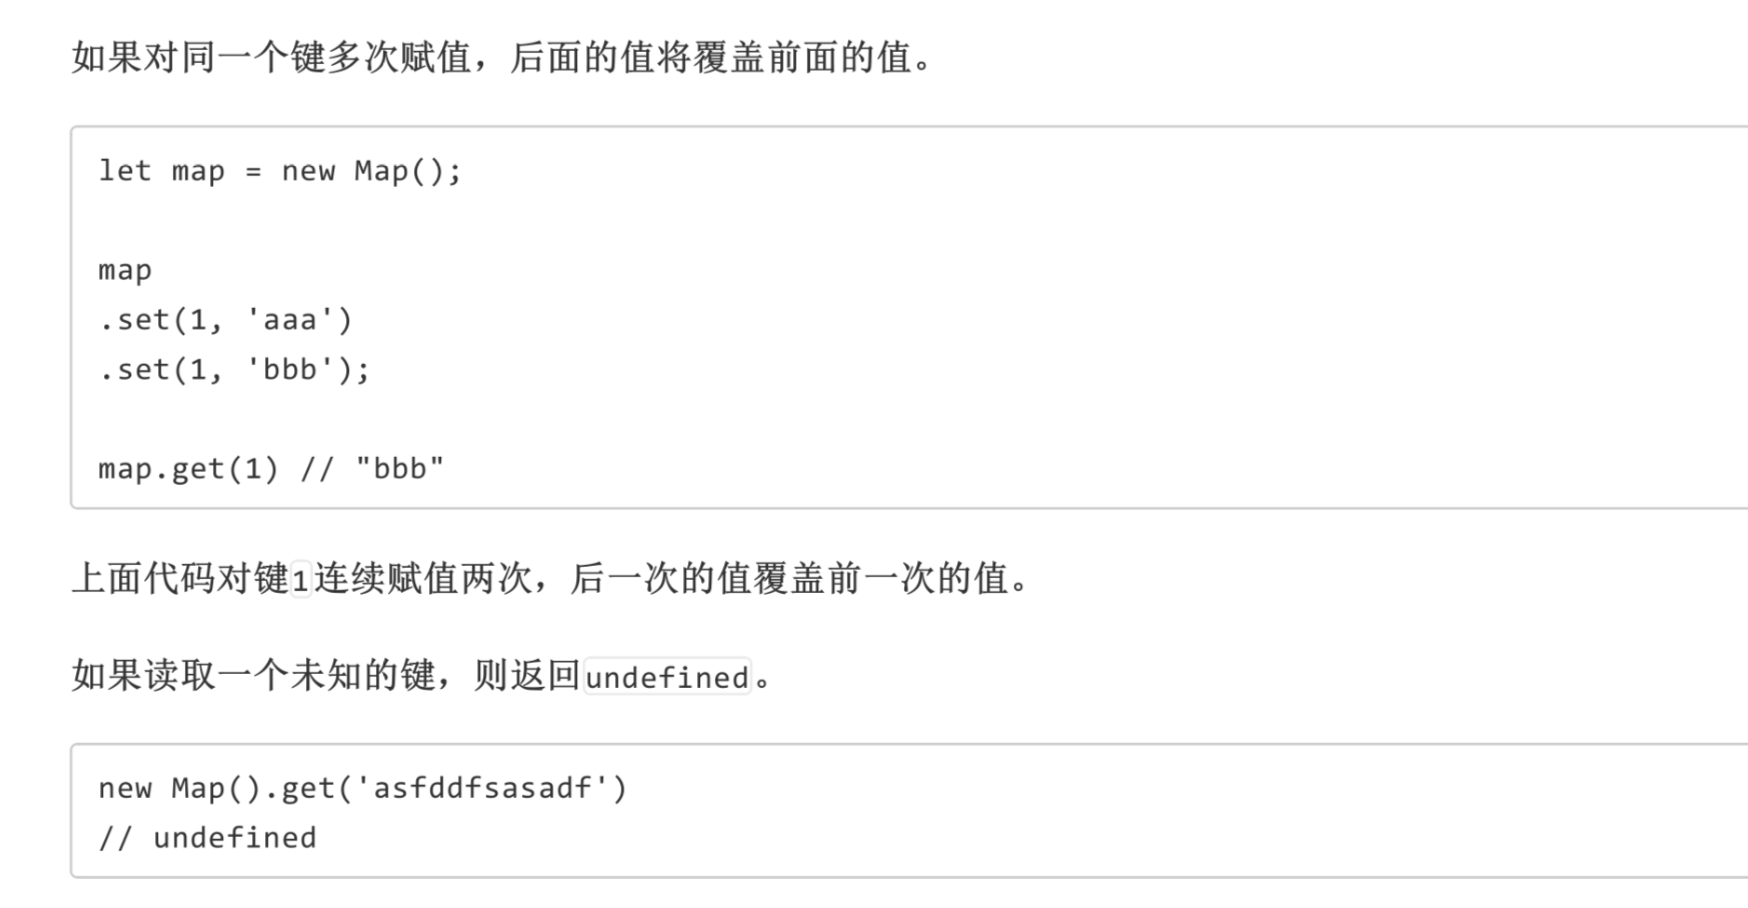 如果对同一个键多次赋值，后面的值将覆盖前面的值。
let map = new Map();
map
.set(1, 'aaa')
.set(1, 'bbb');
map.get(1) // "bbb"
上面代码对键1连续赋值两次，后一次的值覆盖前一次的值。
如果读取一个未知的键，则返回undefined。
new Map().get('asfddfsasadf')
// undefined